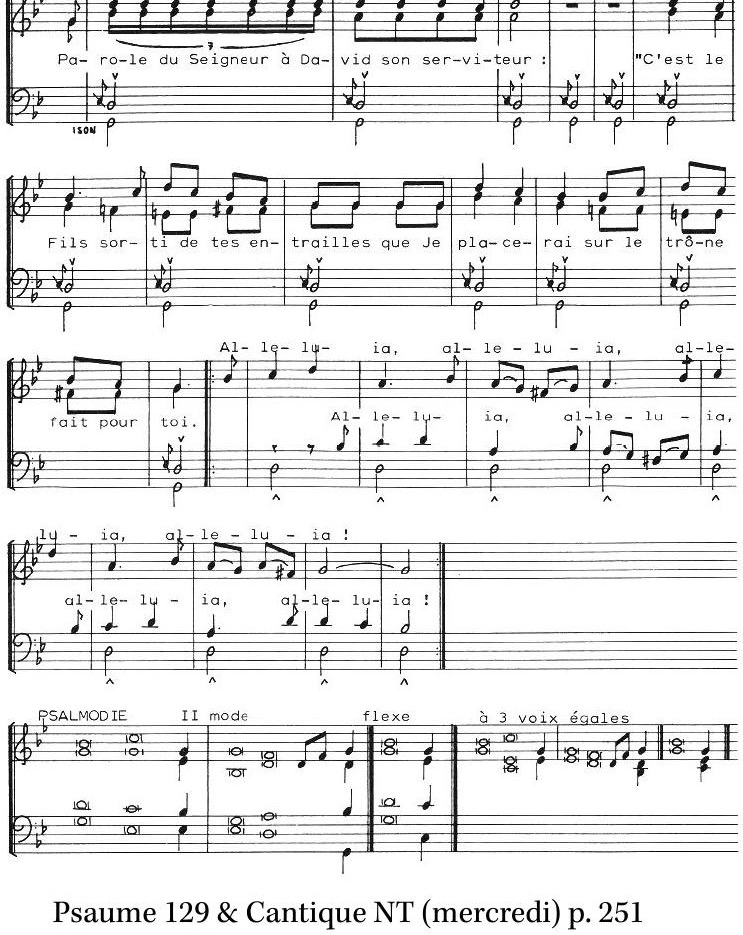 Pa- ro-le du Seigneur à Da- vid son ser-vi-teur : "C'est le
7
ISON
Fils sor- ti de tes en- trailles que Je pla-ce- rai sur le trô-ne
Al- le- lu- ia, al- le - lu - ia, al-le-
fait pour toi. Al- le- lu- ia, al-le - lu - ia,
lu - ia, al- le - lu - ia !
al- le- lu - ia, al-le- lu- ia !
PSALMODIE II mode flexe à 3 voix égales
Psaume 129 & Cantique NT (mercredi) p. 251